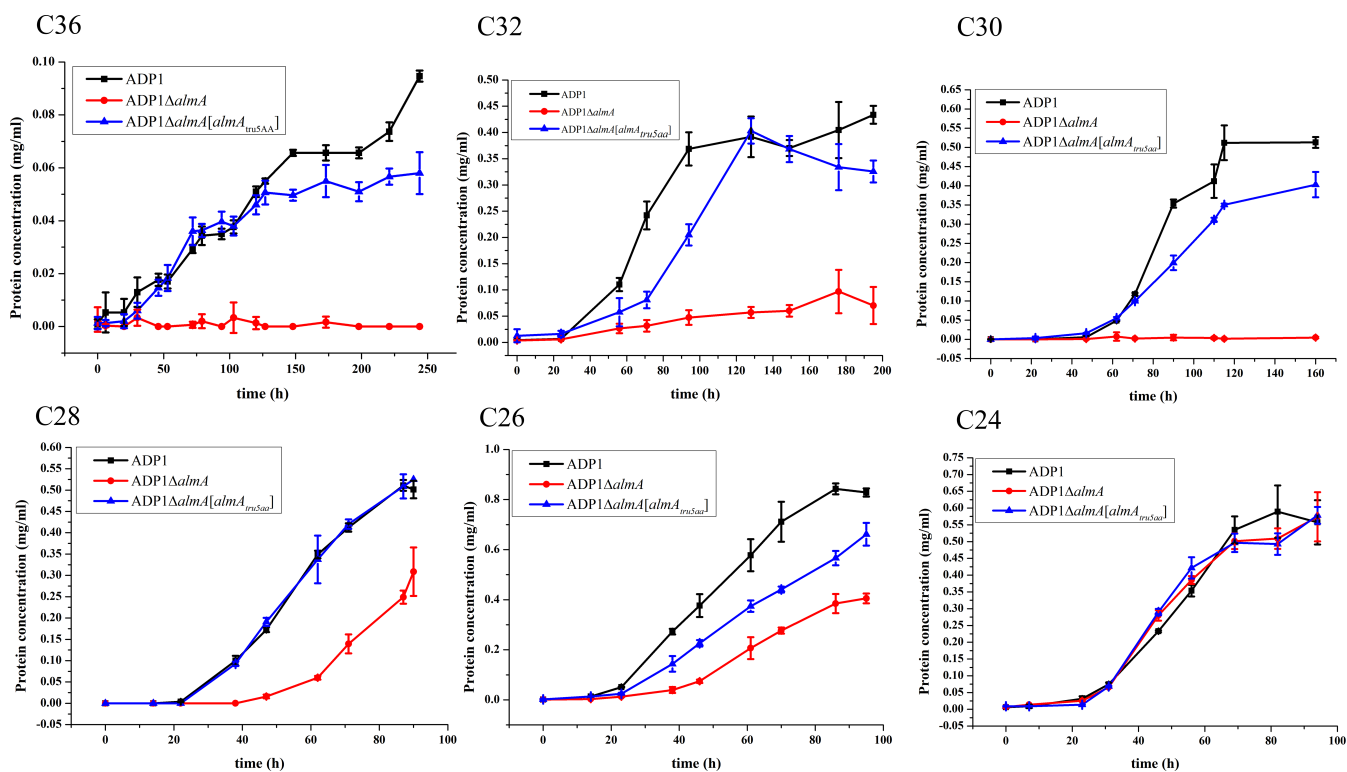 C36
ADP1
ADP1ΔalmA
ADP1ΔalmA[almAtru5AA]
Protein concentration (mg/ml)
0.10
0.08
0.06
0.04
0.02
0.00
0 50 100 150 200 250
time (h)
C32
ADP1
ADP1ΔalmA
ADP1ΔalmA[almAtru5aa]
Protein concentration (mg/ml)
0.50
0.45
0.40
0.35
0.30
0.25
0.20
0.15
0.10
0.05
0.00
0 20 40 60 80 100 120 140 160 180 200
time (h)
C30
ADP1
ADP1ΔalmA
ADP1ΔalmA[almAtru5aa]
Protein concentration (mg/ml)
0.65
0.60
0.55
0.50
0.45
0.40
0.35
0.30
0.25
0.20
0.15
0.10
0.05
0.00
-0.05
0 20 40 60 80 100 120 140 160
time (h)
C28
ADP1
ADP1ΔalmA
ADP1ΔalmA[almAtru5aa]
Protein concentration (mg/ml)
0.60
0.55
0.50
0.45
0.40
0.35
0.30
0.25
0.20
0.15
0.10
0.05
0.00
-0.05
0 20 40 60 80 100
time (h)
C26
ADP1
ADP1ΔalmA
ADP1ΔalmA[almAtru5aa]
Protein concentration (mg/ml)
1.0
0.8
0.6
0.4
0.2
0.0
0 20 40 60 80 100
time (h)
C24
ADP1
ADP1ΔalmA
ADP1ΔalmA[almAtru5aa]
Protein concentration (mg/ml)
0.75
0.70
0.65
0.60
0.55
0.50
0.45
0.40
0.35
0.30
0.25
0.20
0.15
0.10
0.05
0.00
-0.05
0 20 40 60 80 100
time (h)